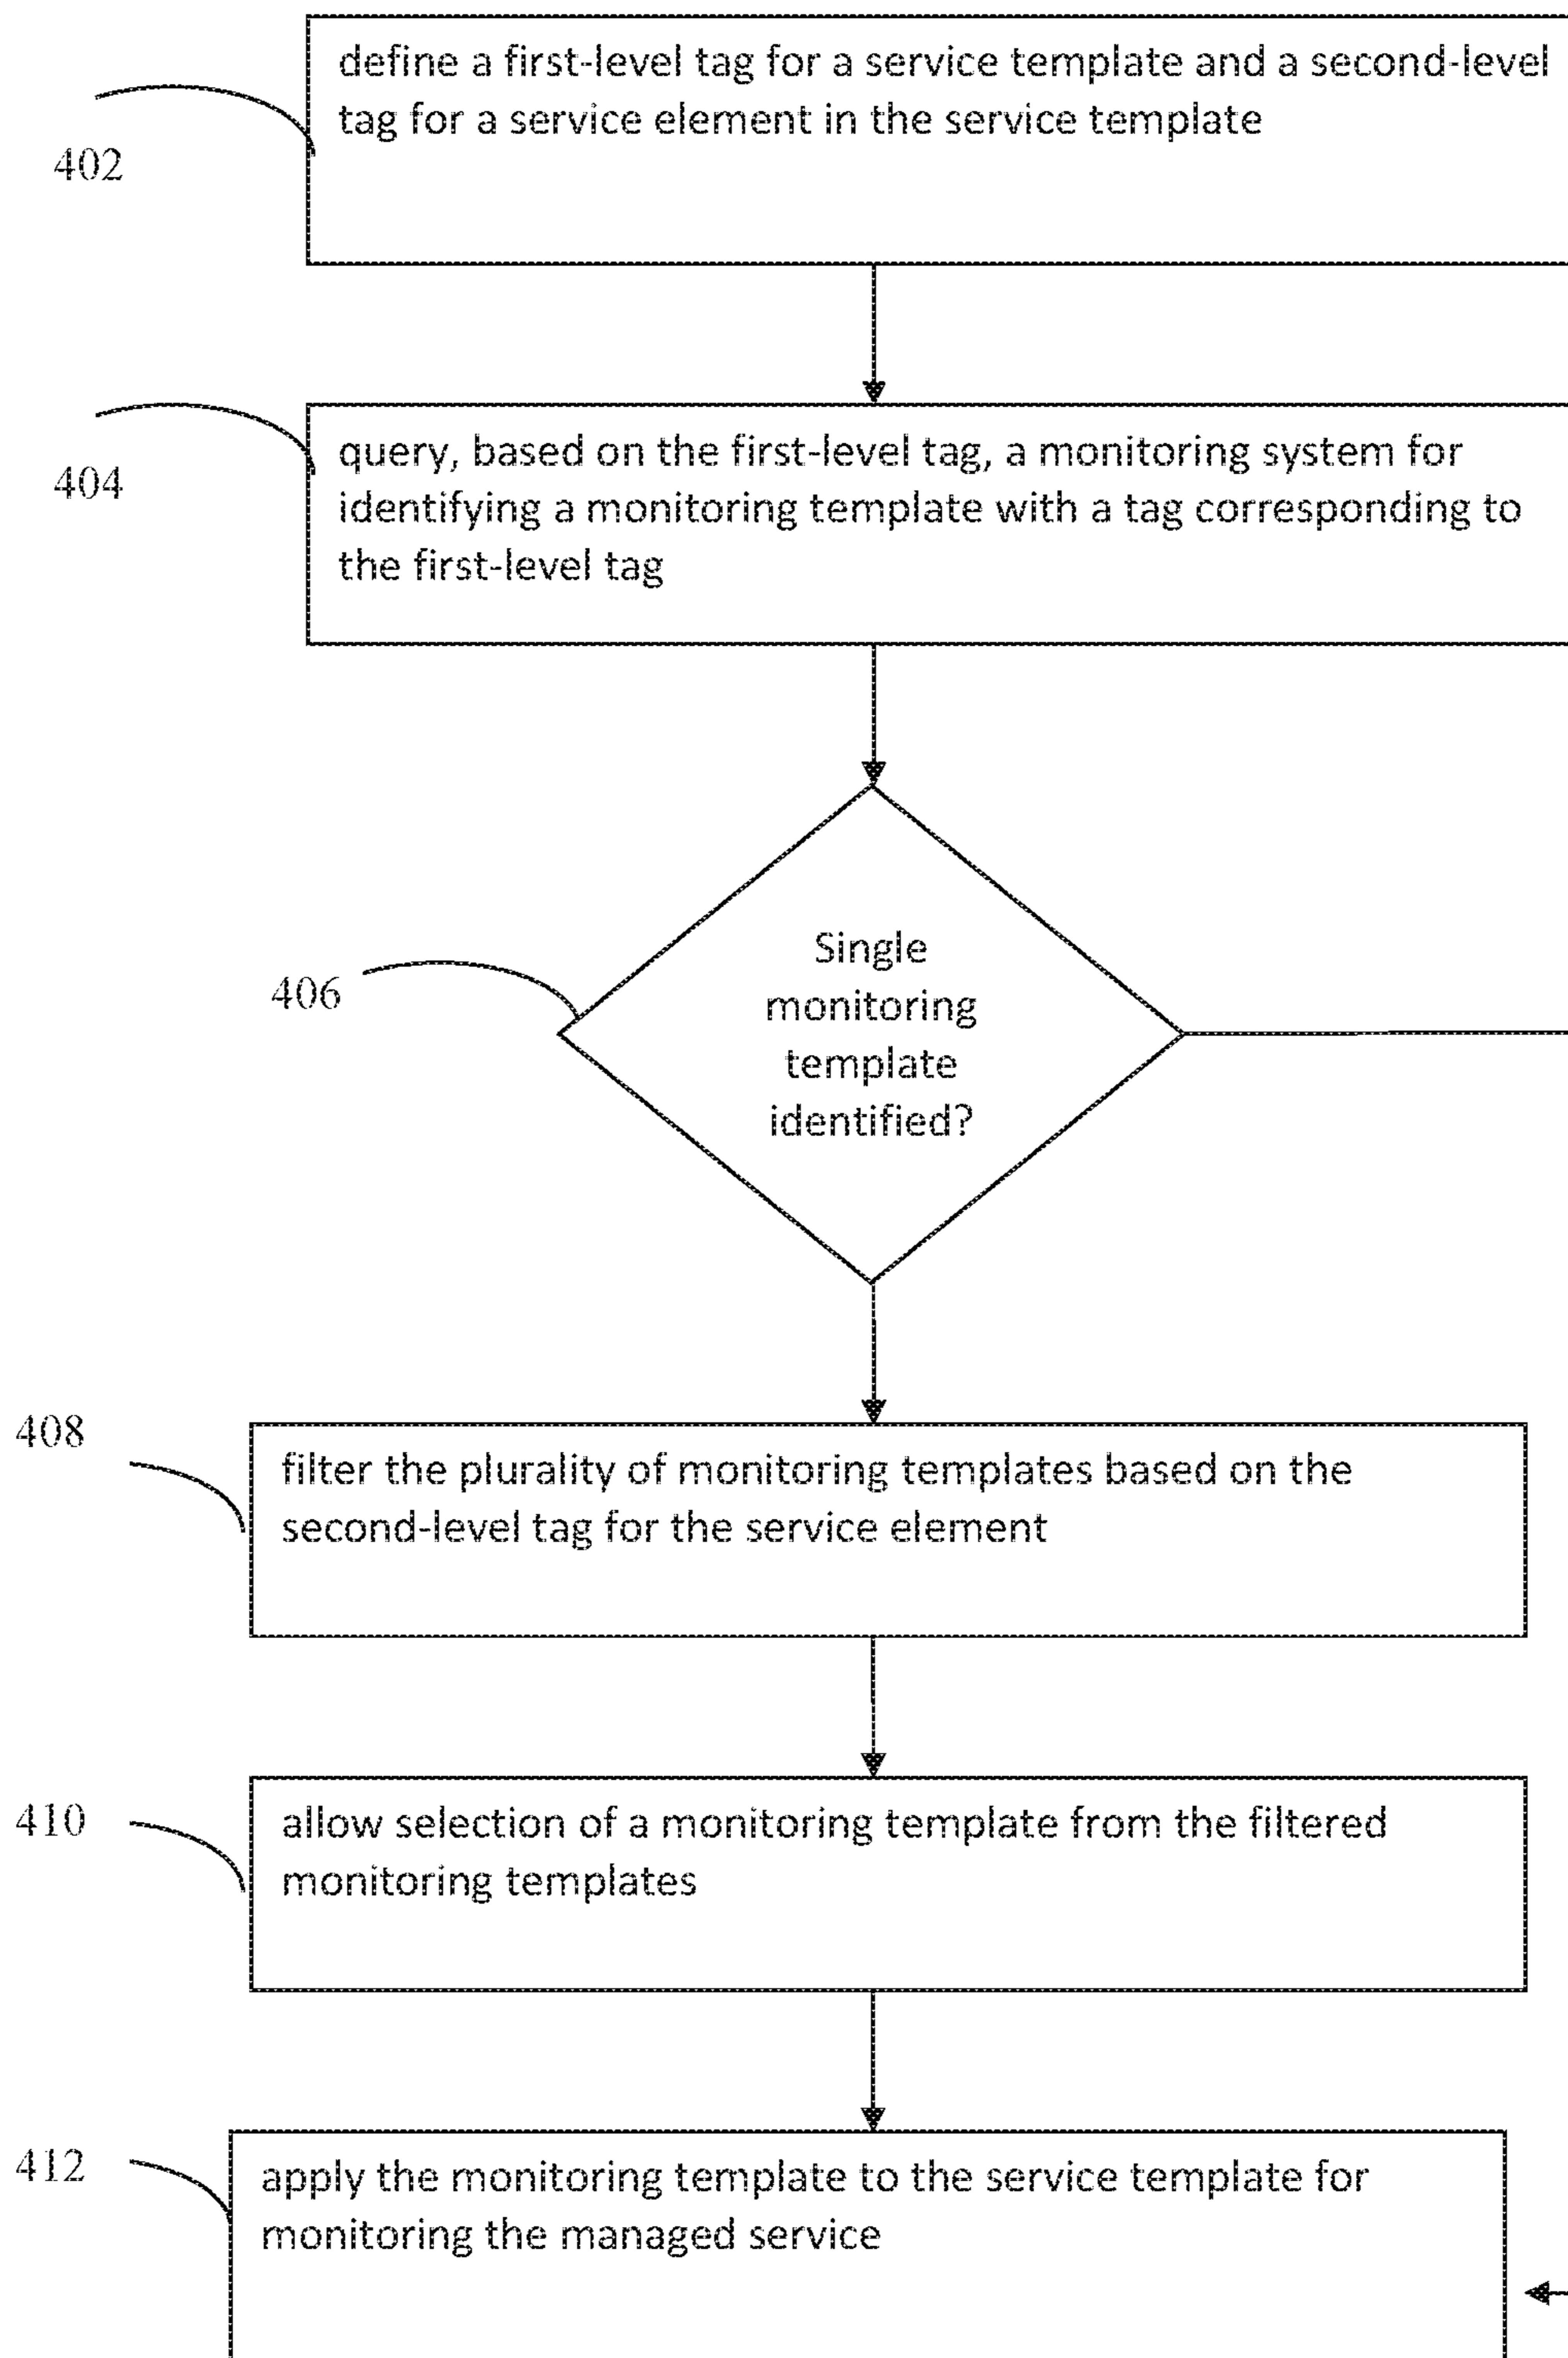 define a first-level tag for a service template and a second-level
tag for a service element in the service template
402
query, based on the first-level tag, a monitoring system for
identifying a monitoring template with a tag corresponding to
the first-level tag
404
Single
monitoring
template
identified?
406
408
filter the plurality of monitoring templates based on the
second-level tag for the service element
410
allow selection of a monitoring template from the filtered
monitoring templates
412
apply the monitoring template to the service template for
monitoring the managed service